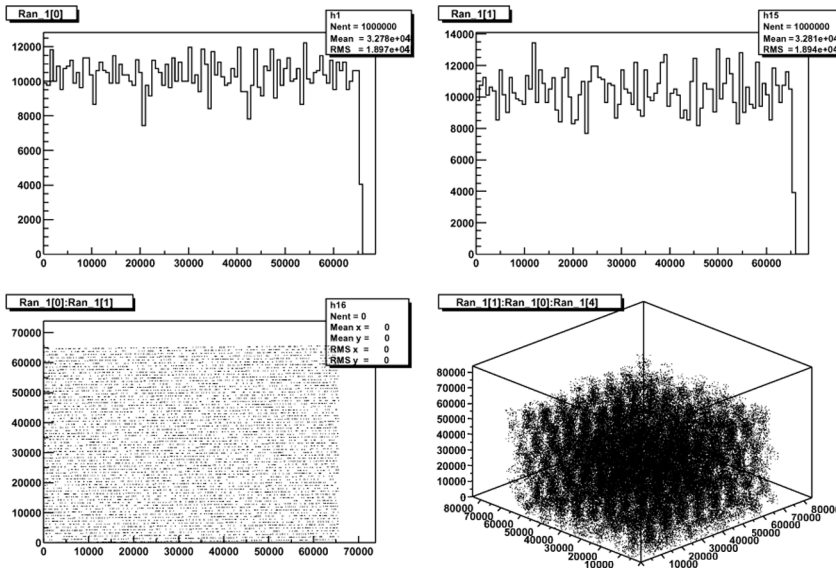 Ran_1[0]
h1
Nent = 1000000
Mean = 3.278e+04
RMS = 1.897e+04
12000
10000
8000
6000
4000
2000
0
0 10000 20000 30000 40000 50000 60000
Ran_1[1]
h15
Nent = 1000000
Mean = 3.281e+04
RMS = 1.894e+04
14000
12000
10000
8000
6000
4000
2000
0
0 10000 20000 30000 40000 50000 60000
Ran_1[0]:Ran_1[1]
h16
Nent = 0
Mean x = 0
Mean y = 0
RMS x = 0
RMS y = 0
70000
60000
50000
40000
30000
20000
10000
0
0 10000 20000 30000 40000 50000 60000 70000
Ran_1[1]:Ran_1[0]:Ran_1[4]
80000
70000
60000
50000
40000
30000
20000
10000
0
80000
70000
60000
50000
40000
30000
20000
10000
0
10000
20000
30000
40000
50000
60000
70000
80000